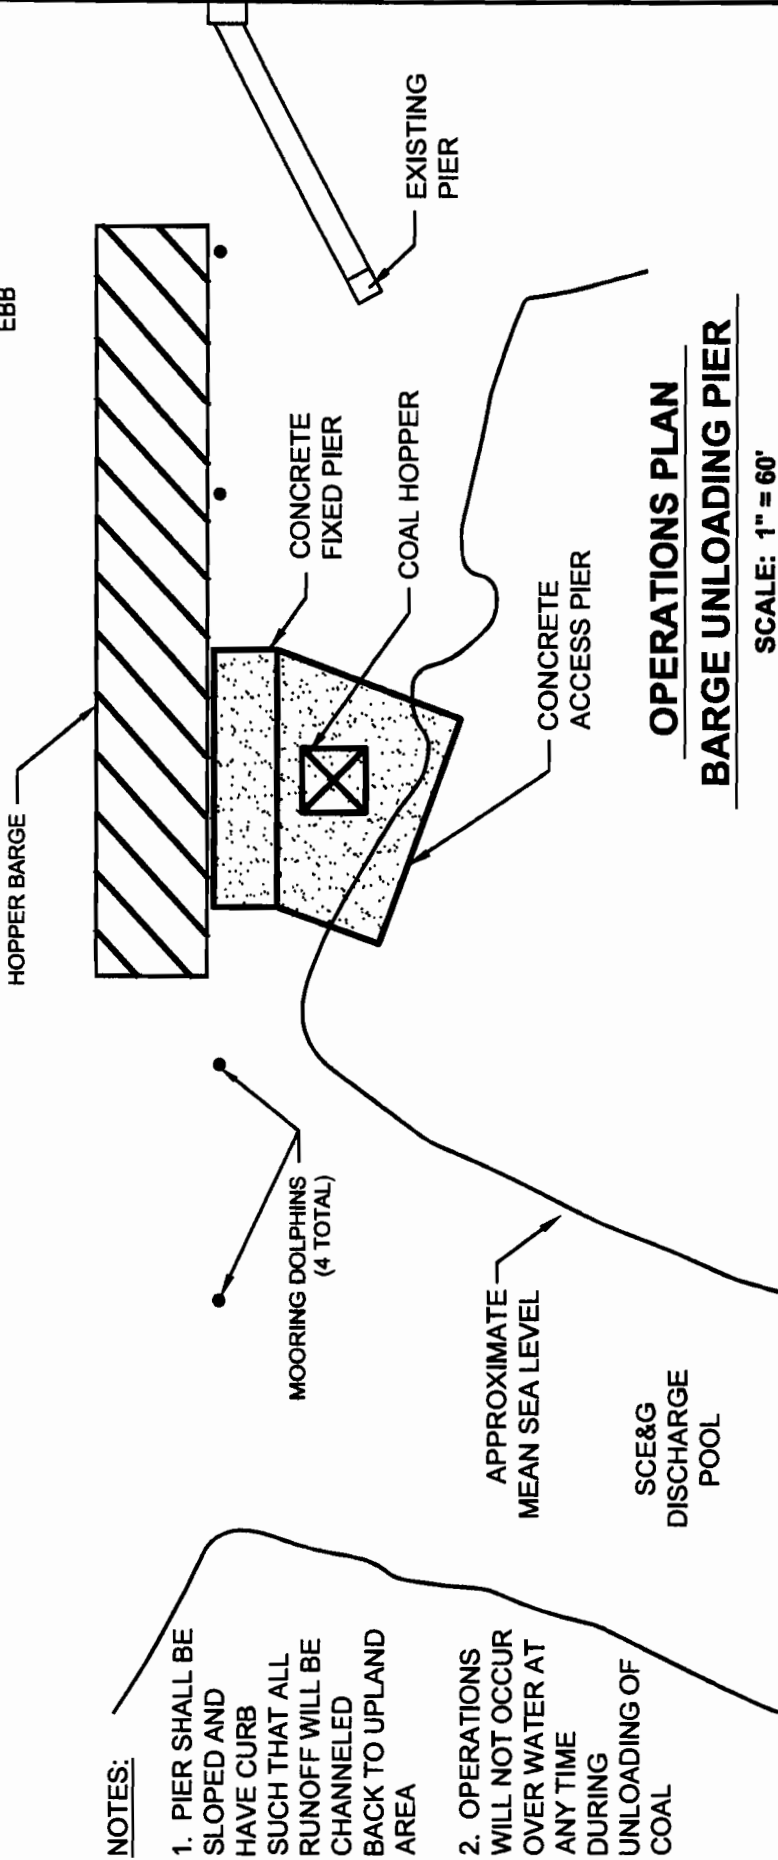 EBB
HOPPER BARGE
EXISTING
PIER
CONCRETE
FIXED PIER
COAL HOPPER
CONCRETE
ACCESS PIER
MOORING DOLPHINS
(4 TOTAL)
APPROXIMATE
MEAN SEA LEVEL
SCE&G
DISCHARGE
POOL
NOTES:
1. PIER SHALL BE
SLOPED AND
HAVE CURB
SUCH THAT ALL
RUNOFF WILL BE
CHANNELED
BACK TO UPLAND
AREA
2. OPERATIONS
WILL NOT OCCUR
OVER WATER AT
ANY TIME
DURING
UNLOADING OF
COAL
OPERATIONS PLAN
BARGE UNLOADING PIER
SCALE: 1" = 60'